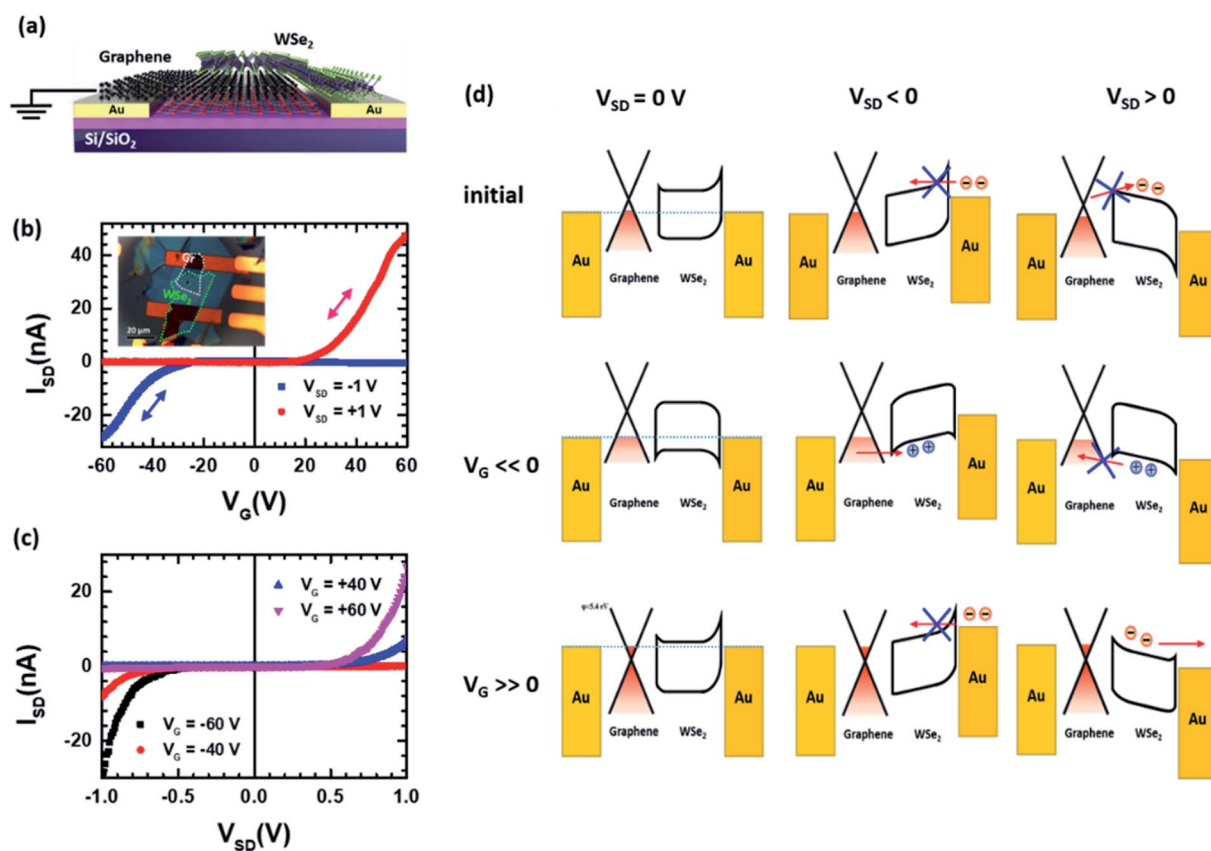 (a)
WSe2
Graphene
Au
Au
Si/SiO2
(b)
40
20
0
-20
ISD(nA)
Gr
WSe2
20 μm
VSD = -1 V
VSD = +1 V
-60
-40
-20
0
20
40
60
VG(V)
(c)
20
0
-20
ISD(nA)
VG = +40 V
VG = +60 V
VG = -60 V
VG = -40 V
-1.0
-0.5
0.0
0.5
1.0
VSD(V)
(d)
VSD = 0 V
VSD < 0
VSD > 0
initial
Au
Graphene
WSe2
Au
Au
Graphene
WSe2
Au
Au
Graphene
WSe2
Au
VG << 0
Au
Graphene
WSe2
Au
Au
Graphene
WSe2
Au
Au
Graphene
WSe2
Au
φ=5.4 eV
VG >> 0
Au
Graphene
WSe2
Au
Au
Graphene
WSe2
Au
Au
Graphene
WSe2
Au